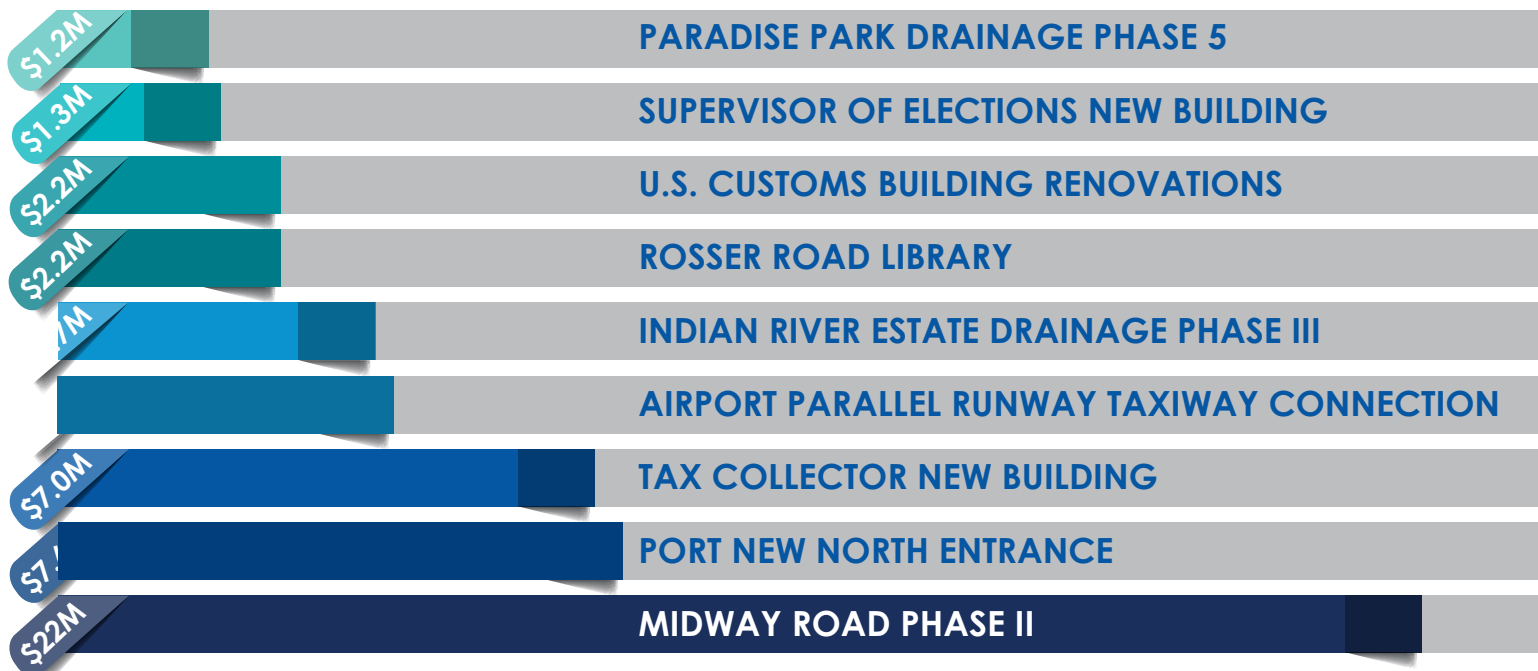 $1.2M PARADISE PARK DRAINAGE PHASE 5
$1.3M SUPERVISOR OF ELECTIONS NEW BUILDING
$2.2M U.S. CUSTOMS BUILDING RENOVATIONS
$2.2M ROSSER ROAD LIBRARY
INDIAN RIVER ESTATE DRAINAGE PHASE III
AIRPORT PARALLEL RUNWAY TAXIWAY CONNECTION
$7.0M TAX COLLECTOR NEW BUILDING
PORT NEW NORTH ENTRANCE
$22M MIDWAY ROAD PHASE II